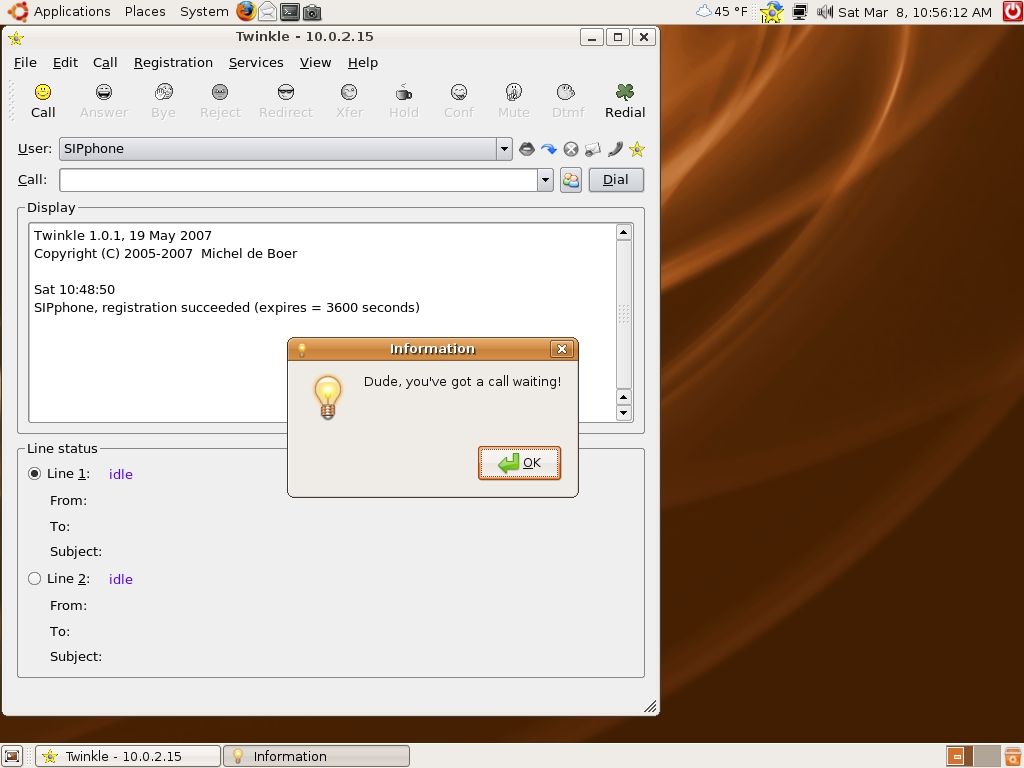 Applications Places System 45 °F Sat Mar 8, 10:56:12 AM
Twinkle - 10.0.2.15
File Edit Call Registration Services View Help
Call Answer Bye Reject Redirect Xfer Hold Conf Mute Dtmf Redial
User: SIPphone
Call: Dial
Display
Twinkle 1.0.1, 19 May 2007
Copyright (C) 2005-2007 Michel de Boer
Sat 10:48:50
SIPphone, registration succeeded (expires = 3600 seconds)
Information
Dude, you've got a call waiting!
OK
Line status
Line 1: idle
From:
To:
Subject:
Line 2: idle
From:
To:
Subject:
Twinkle - 10.0.2.15 Information